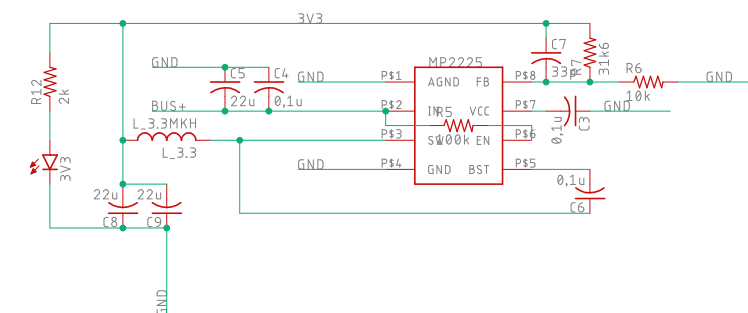 3V3
GND
C5
C4
22u
0,1u
BUS+
GND
P$1
P$2
P$3
GND
P$4
MP2225
AGND
FB
IN
VCC
R5
SW
EN
100k
GND
BST
P$8
P$7
P$6
P$5
C7
33p
R7
31k6
R6
10k
GND
GND
0,1u
C3
0,1u
C6
R12
2k
3V3
L_3.3MKH
L_3.3
22u
22u
C8
C9
GND